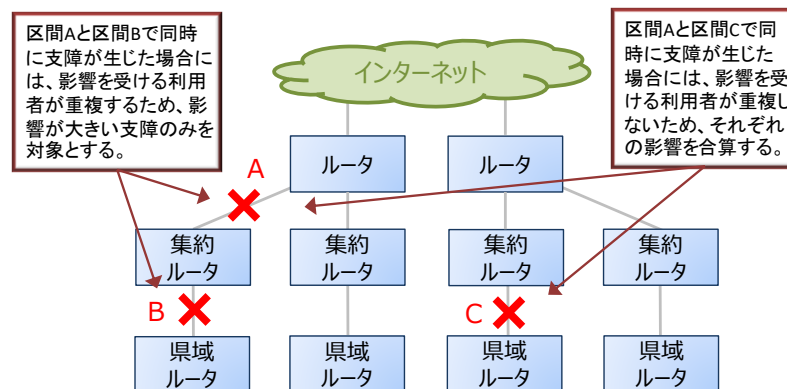 区間Aと区間Bで同時
に支障が生じた場合に
は、影響を受ける利用
者が重複するため、影
響が大きい支障のみを
対象とする。
区間Aと区間Cで同
時に支障が生じた
場合には、影響を受
ける利用者が重複し
ないため、それぞれ
の影響を合算する。
インターネット
ルータ
ルータ
A
集約
ルータ
集約
ルータ
集約
ルータ
集約
ルータ
B
C
県域
ルータ
県域
ルータ
県域
ルータ
県域
ルータ